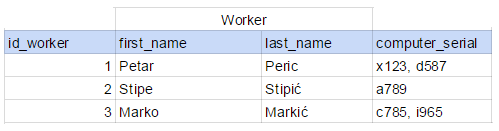 Worker
id_worker first_name last_name computer_serial
1 Petar Peric x123, d587
2 Stipe Stipić a789
3 Marko Markić c785, i965